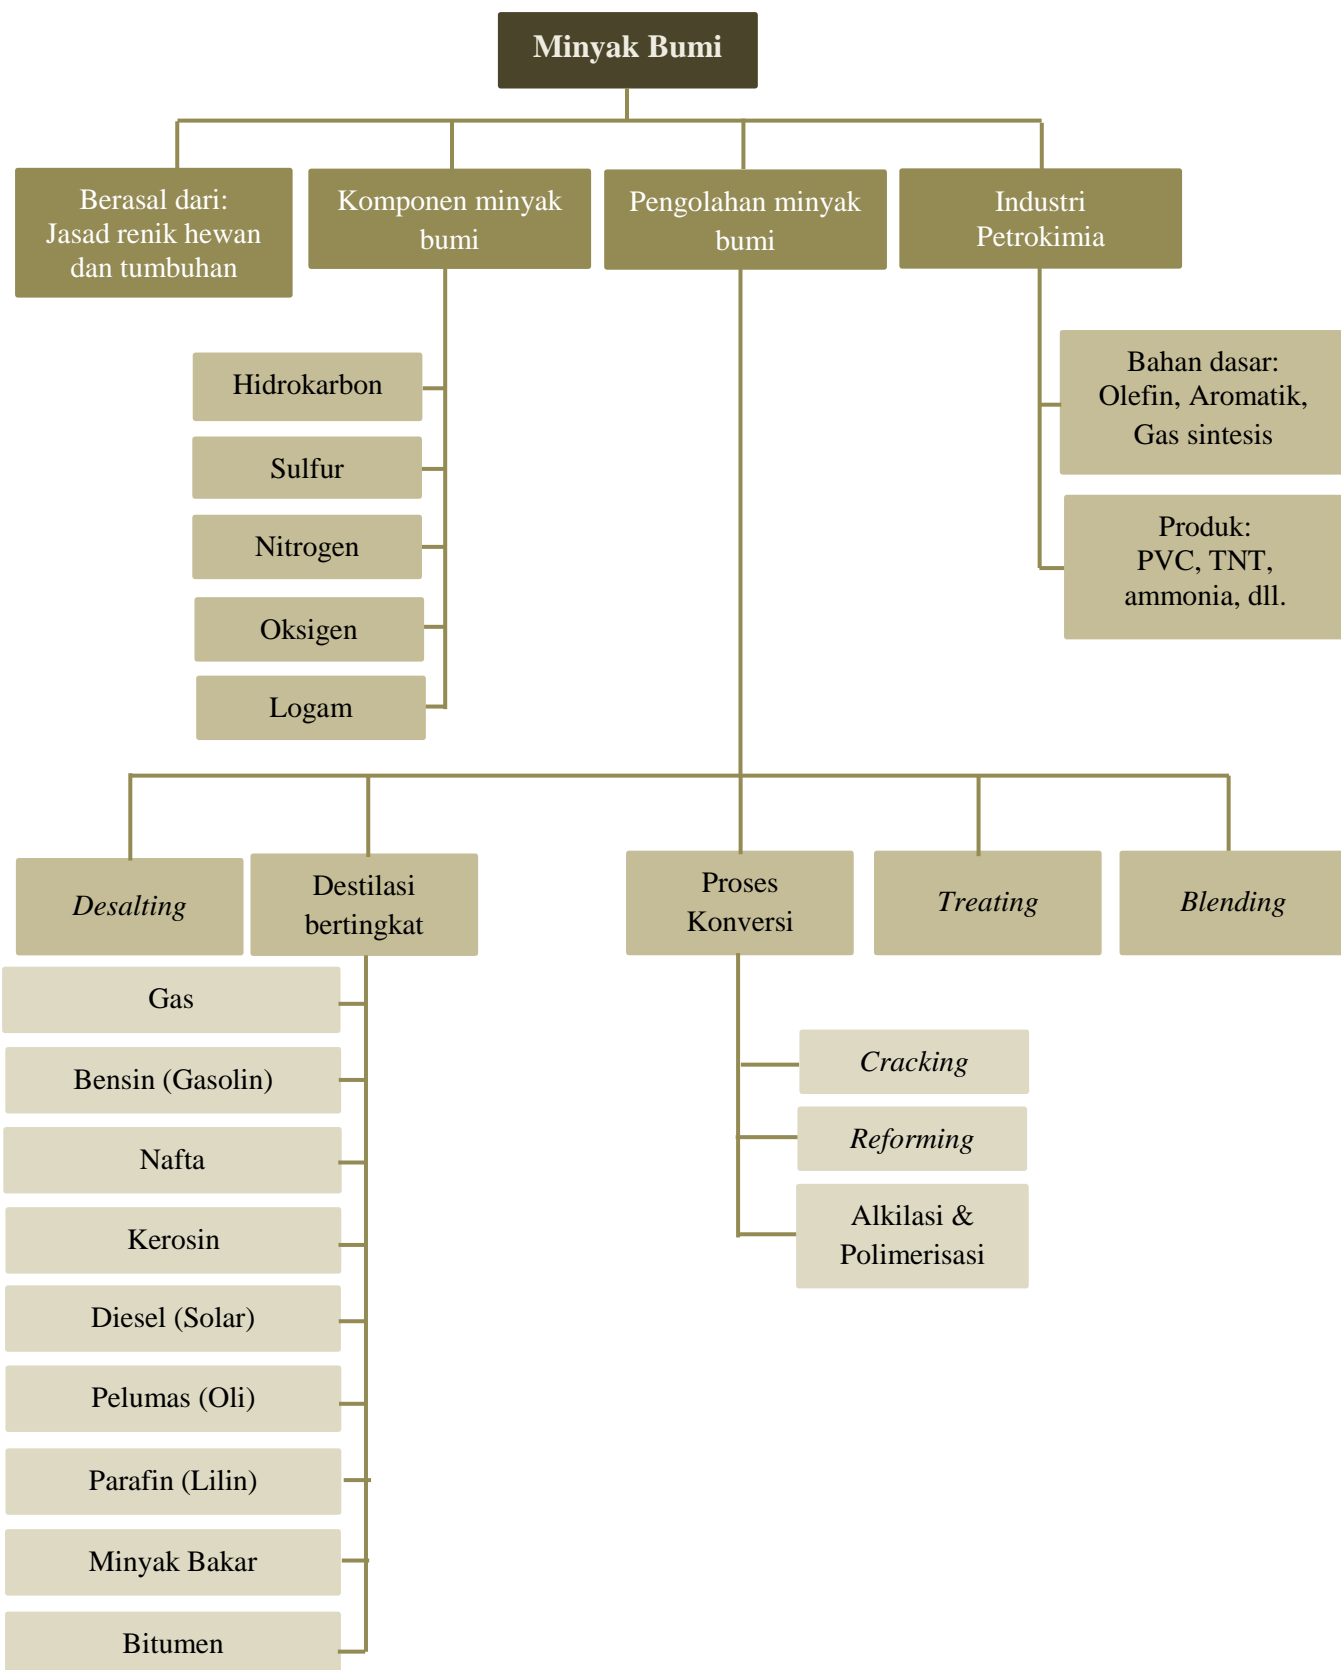 Minyak Bumi
Berasal dari:
Jasad renik hewan
dan tumbuhan
Komponen minyak
bumi
Pengolahan minyak
bumi
Industri
Petrokimia
Hidrokarbon
Sulfur
Nitrogen
Oksigen
Logam
Bahan dasar:
Olefin, Aromatik,
Gas sintesis
Produk:
PVC, TNT,
ammonia, dll.
Desalting
Destilasi
bertingkat
Proses
Konversi
Treating
Blending
Gas
Bensin (Gasolin)
Nafta
Kerosin
Diesel (Solar)
Pelumas (Oli)
Parafin (Lilin)
Minyak Bakar
Bitumen
Cracking
Reforming
Alkilasi &
Polimerisasi